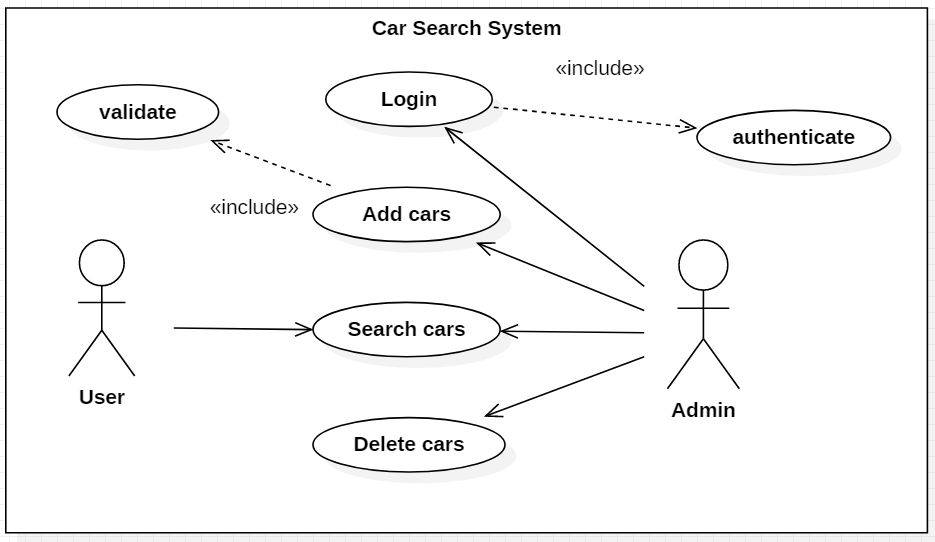 Car Search System
«include»
validate
Login
authenticate
«include»
Add cars
Search cars
User
Admin
Delete cars